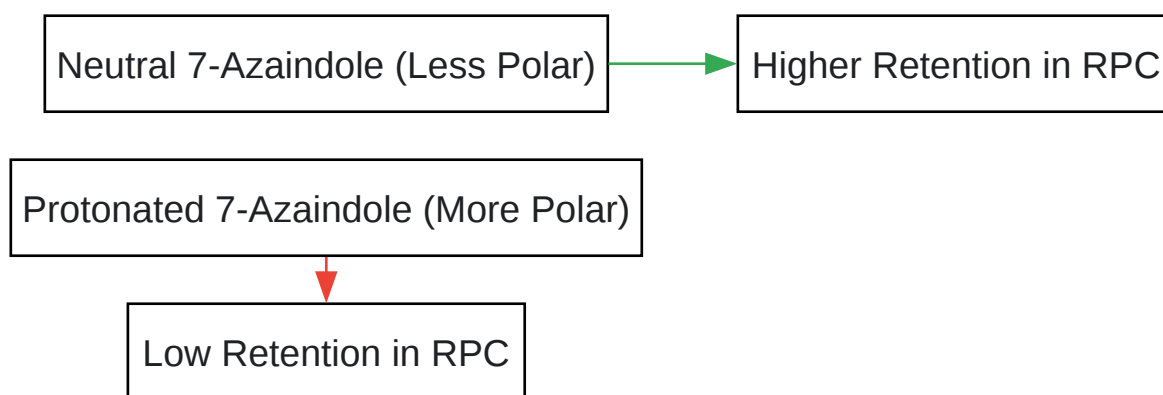 Neutral 7-Azaindole (Less Polar)
Higher Retention in RPC
Protonated 7-Azaindole (More Polar)
Low Retention in RPC